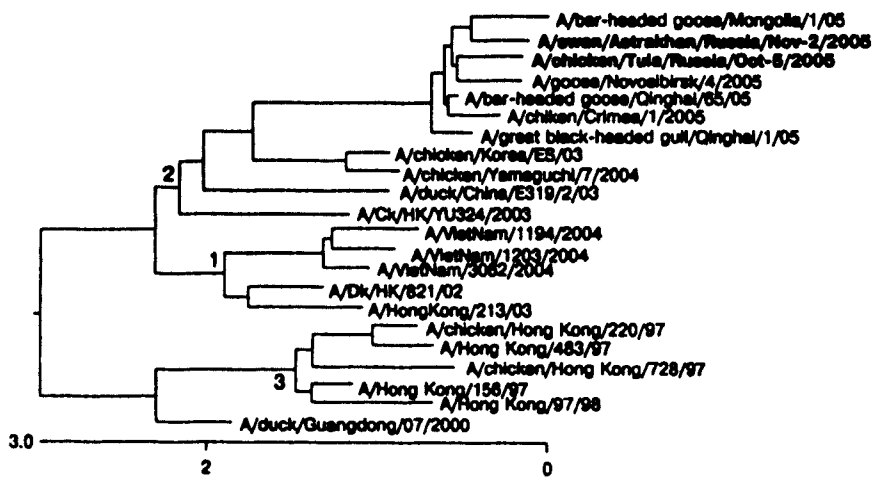 A/bar-headed goose/Mongolia/1/05
A/swan/Astrakhan/Russia/Nov-2/2005
A/chicken/Tula/Russia/Oct-5/2005
A/goose/Novosibirsk/4/2005
A/bar-headed goose/Qinghai/65/05
A/chiken/Crimea/1/2005
A/great black-headed gull/Qinghai/1/05
A/chicken/Korea/ES/03
A/chicken/Yamaguchi/7/2004
2
A/duck/China/E319/2/03
A/Ck/HK/YU324/2003
A/VietNam/1194/2004
1
A/VietNam/1203/2004
A/VietNam/3062/2004
A/Dk/HK/821/02
A/HongKong/213/03
A/chicken/Hong Kong/220/97
A/Hong Kong/483/97
A/chicken/Hong Kong/728/97
3
A/Hong Kong/156/97
A/Hong Kong/97/98
A/duck/Guangdong/07/2000
3.0
2 0